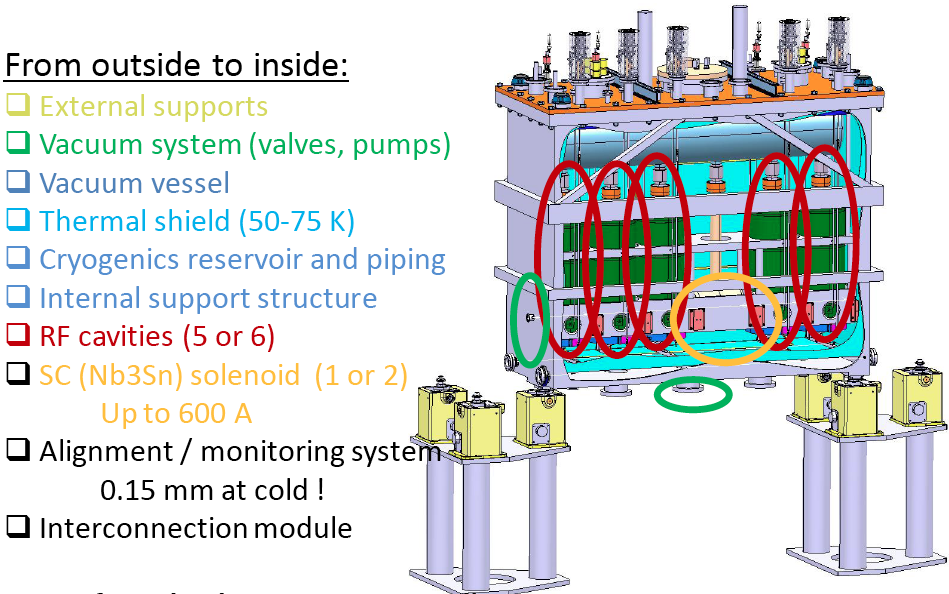 From outside to inside:
❑ External supports
❑ Vacuum system (valves, pumps)
❑ Vacuum vessel
❑ Thermal shield (50-75 K)
❑ Cryogenics reservoir and piping
❑ Internal support structure
❑ RF cavities (5 or 6)
❑ SC (Nb3Sn) solenoid (1 or 2)
Up to 600 A
❑ Alignment / monitoring system
0.15 mm at cold !
❑ Interconnection module